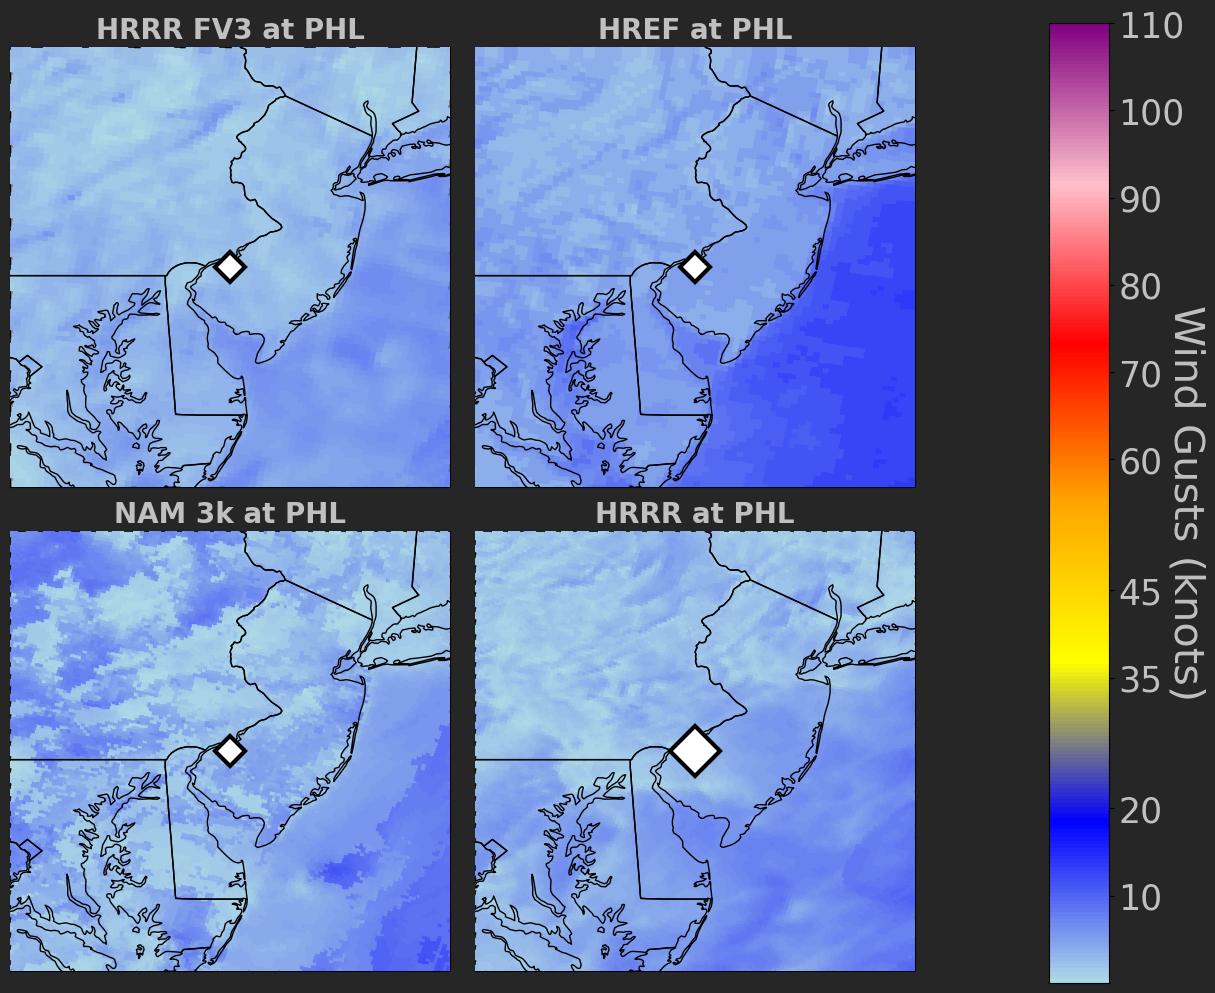 HRRR FV3 at PHL
HREF at PHL
NAM 3k at PHL
HRRR at PHL
110
100
90
80
70
60
45
35
20
10
Wind Gusts (knots)